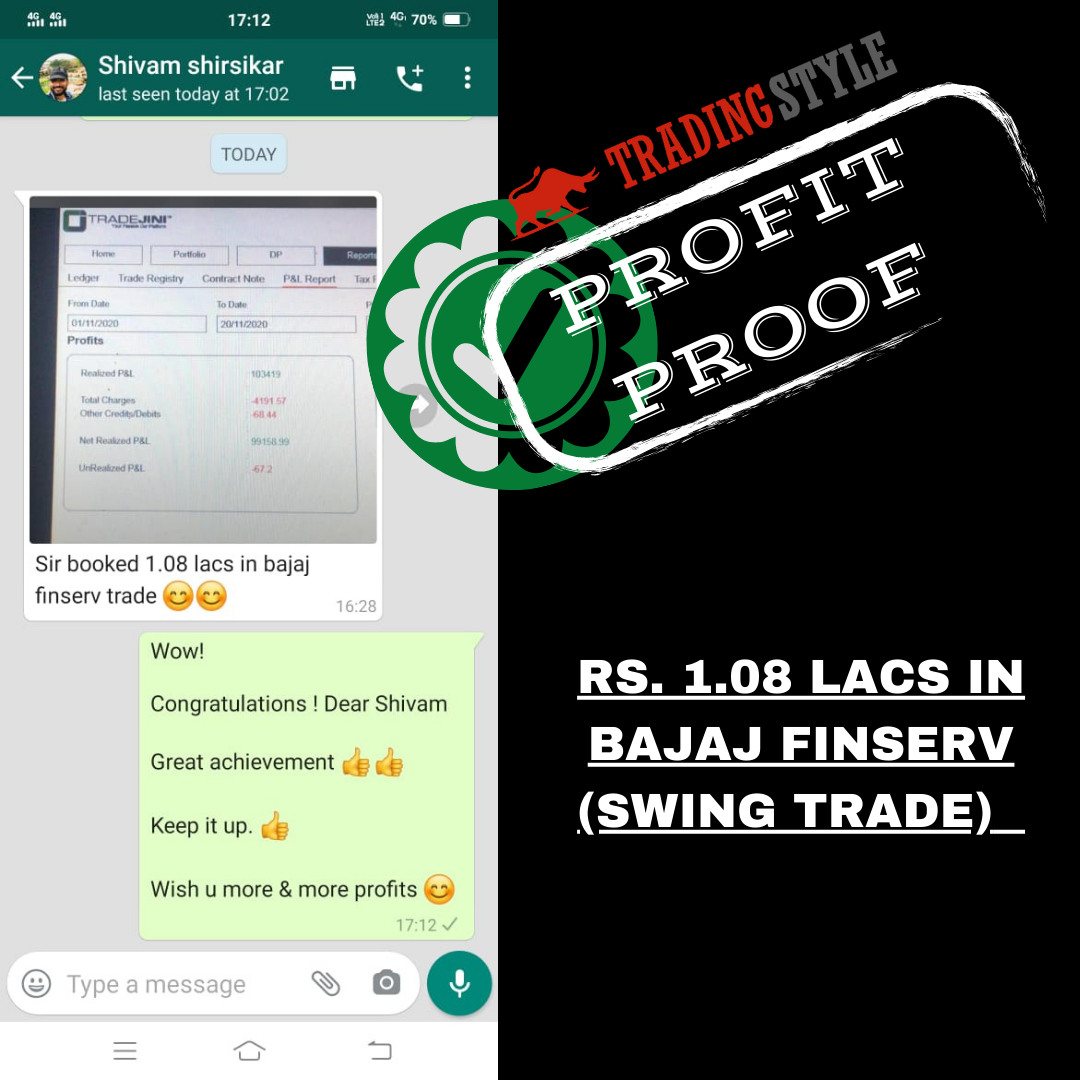 4G 4G 17:12 VoLTE2 4G 70%
Shivam shirsikar
last seen today at 17:02
TODAY
TRADEJINI
Home Portfolio DP Reports
Ledger Trade Registry Contract Note P&L Report Tax
From Date To Date
01/11/2020 20/11/2020
Profits
Realized P&L 103419
Total Charges -4191.57
Other Credits/Debits -68.44
Net Realized P&L 99158.99
UnRealized P&L -67.2
Sir booked 1.08 lacs in bajaj
finserv trade 😊😊
16:28
Wow!
Congratulations ! Dear Shivam
Great achievement 👍👍
Keep it up. 👍
Wish u more & more profits 😊
17:12
Type a message
TRADINGSTYLE
PROFIT
PROOF
RS. 1.08 LACS IN
BAJAJ FINSERV
(SWING TRADE)